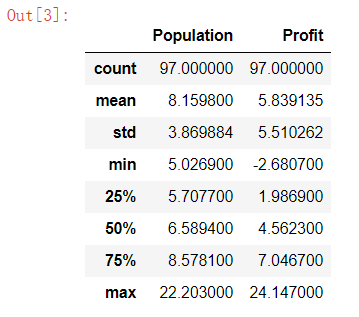 Out[3]:
Population Profit
count 97.000000 97.000000
mean 8.159800 5.839135
std 3.869884 5.510262
min 5.026900 -2.680700
25% 5.707700 1.986900
50% 6.589400 4.562300
75% 8.578100 7.046700
max 22.203000 24.147000